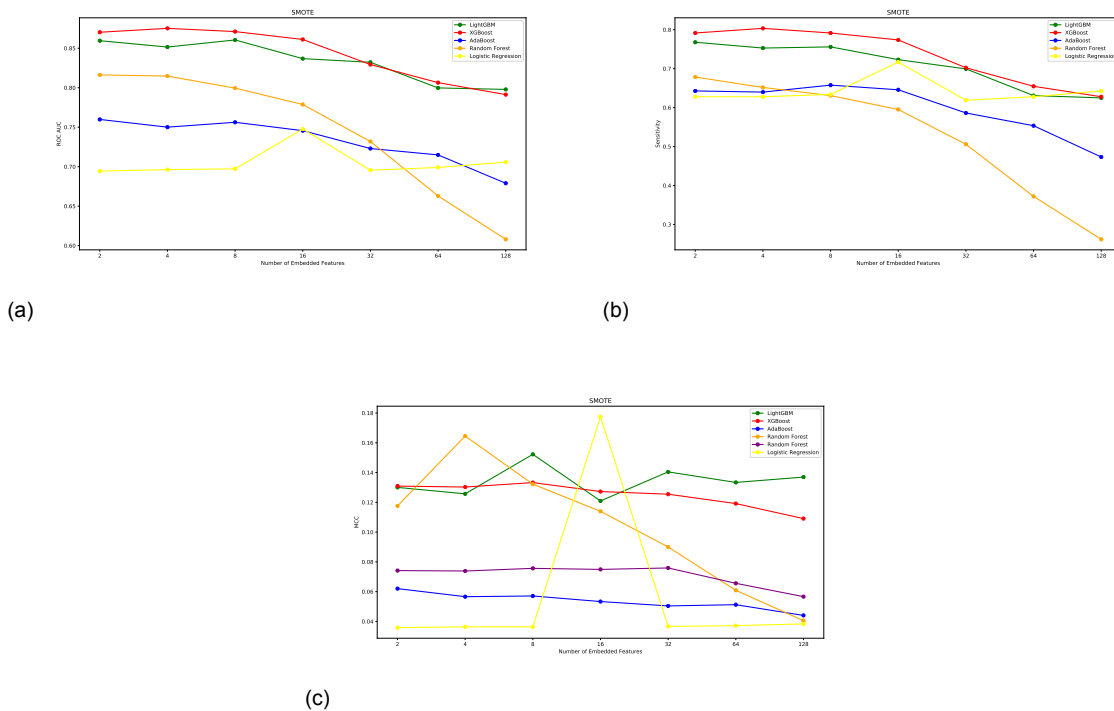 SMOTE
ROC AUC
0.85
0.80
0.75
0.70
0.65
0.60
2 4 8 16 32 64 128
Number of Embedded Features
LightGBM
XGBoost
AdaBoost
Random Forest
Logistic Regression
(a)
SMOTE
Sensitivity
0.8
0.7
0.6
0.5
0.4
0.3
2 4 8 16 32 64 128
Number of Embedded Features
LightGBM
XGBoost
AdaBoost
Random Forest
Logistic Regression
(b)
SMOTE
MCC
0.18
0.16
0.14
0.12
0.10
0.08
0.06
0.04
2 4 8 16 32 64 128
Number of Embedded Features
LightGBM
XGBoost
AdaBoost
Random Forest
Random Forest
Logistic Regression
(c)